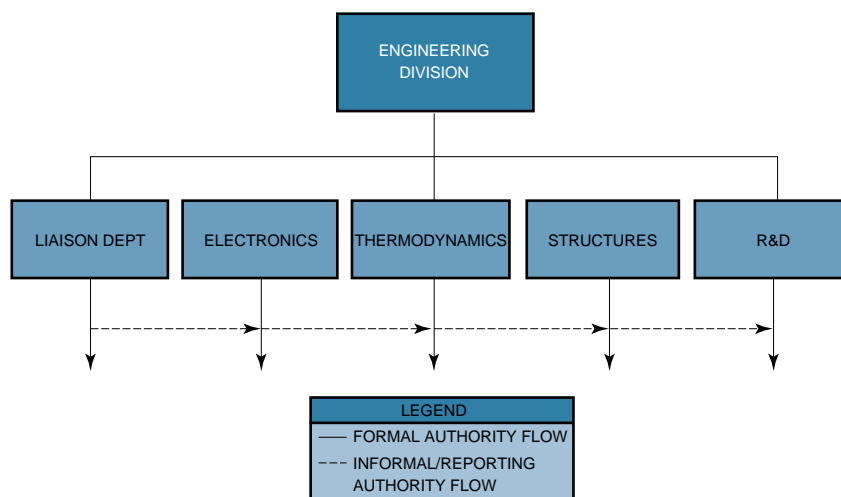 ENGINEERING
DIVISION
LIAISON DEPT
ELECTRONICS
THERMODYNAMICS
STRUCTURES
R&D
LEGEND
FORMAL AUTHORITY FLOW
INFORMAL/REPORTING
AUTHORITY FLOW